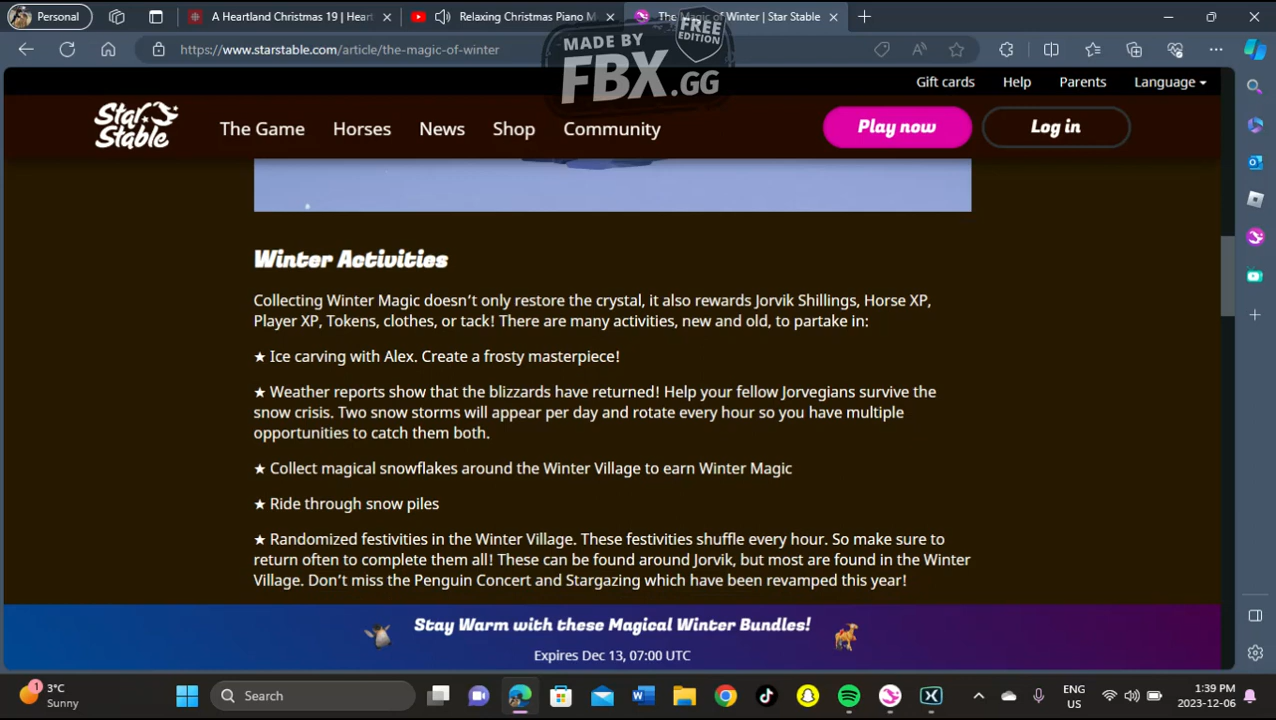 Personal
A Heartland Christmas 19 | Heart
Relaxing Christmas Piano M
The Magic of Winter | Star Stable
https://www.starstable.com/article/the-magic-of-winter
MADE BY
FBX.GG
FREE
EDITION
Gift cards Help Parents Language
Star
Stable
The Game Horses News Shop Community
Play now Log in
Winter Activities
Collecting Winter Magic doesn't only restore the crystal, it also rewards Jorvik Shillings, Horse XP,
Player XP, Tokens, clothes, or tack! There are many activities, new and old, to partake in:
★ Ice carving with Alex. Create a frosty masterpiece!
★ Weather reports show that the blizzards have returned! Help your fellow Jorvegians survive the
snow crisis. Two snow storms will appear per day and rotate every hour so you have multiple
opportunities to catch them both.
★ Collect magical snowflakes around the Winter Village to earn Winter Magic
★ Ride through snow piles
★ Randomized festivities in the Winter Village. These festivities shuffle every hour. So make sure to
return often to complete them all! These can be found around Jorvik, but most are found in the Winter
Village. Don't miss the Penguin Concert and Stargazing which have been revamped this year!
Stay Warm with these Magical Winter Bundles!
Expires Dec 13, 07:00 UTC
1
3°C
Sunny
Search
ENG
US
1:39 PM
2023-12-06